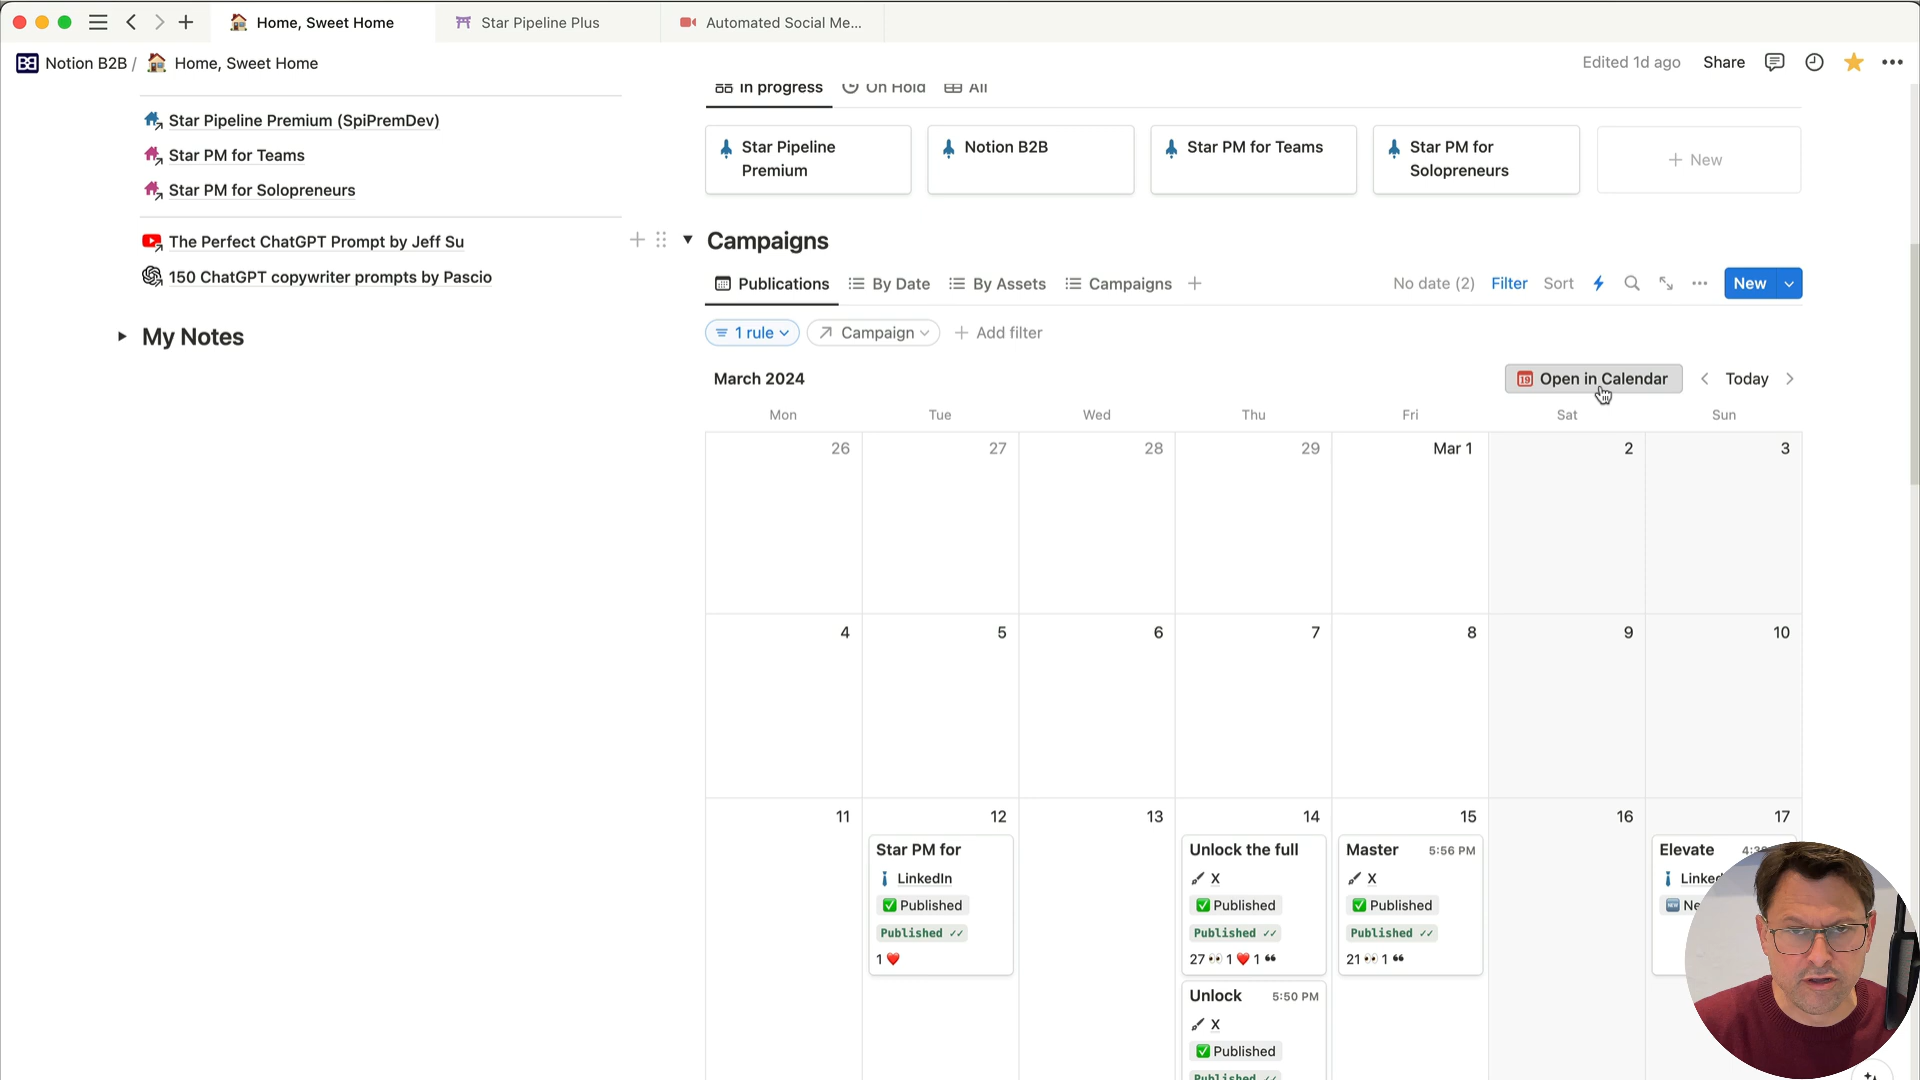 Home, Sweet Home
Star Pipeline Plus
Automated Social Me...
Notion B2B / Home, Sweet Home
Edited 1d ago
Share
Star Pipeline Premium (SpiPremDev)
Star PM for Teams
Star PM for Solopreneurs
The Perfect ChatGPT Prompt by Jeff Su
150 ChatGPT copywriter prompts by Pascio
My Notes
In progress
On Hold
All
Star Pipeline
Premium
Notion B2B
Star PM for Teams
Star PM for
Solopreneurs
+ New
Campaigns
Publications
By Date
By Assets
Campaigns
No date (2)
Filter
Sort
New
1 rule
Campaign
+ Add filter
March 2024
19 Open in Calendar
Today
Mon Tue Wed Thu Fri Sat Sun
26 27 28 29 Mar 1 2 3
4 5 6 7 8 9 10
11 12 13 14 15 16 17
Star PM for
LinkedIn
✅ Published
Published ✓✓
1 ❤️
Unlock the full
X
✅ Published
Published ✓✓
27 👀 1 ❤️ 1 ❝
Unlock 5:50 PM
X
✅ Published
Published ✓✓
Master 5:56 PM
X
✅ Published
Published ✓✓
21 👀 1 ❝
Elevate